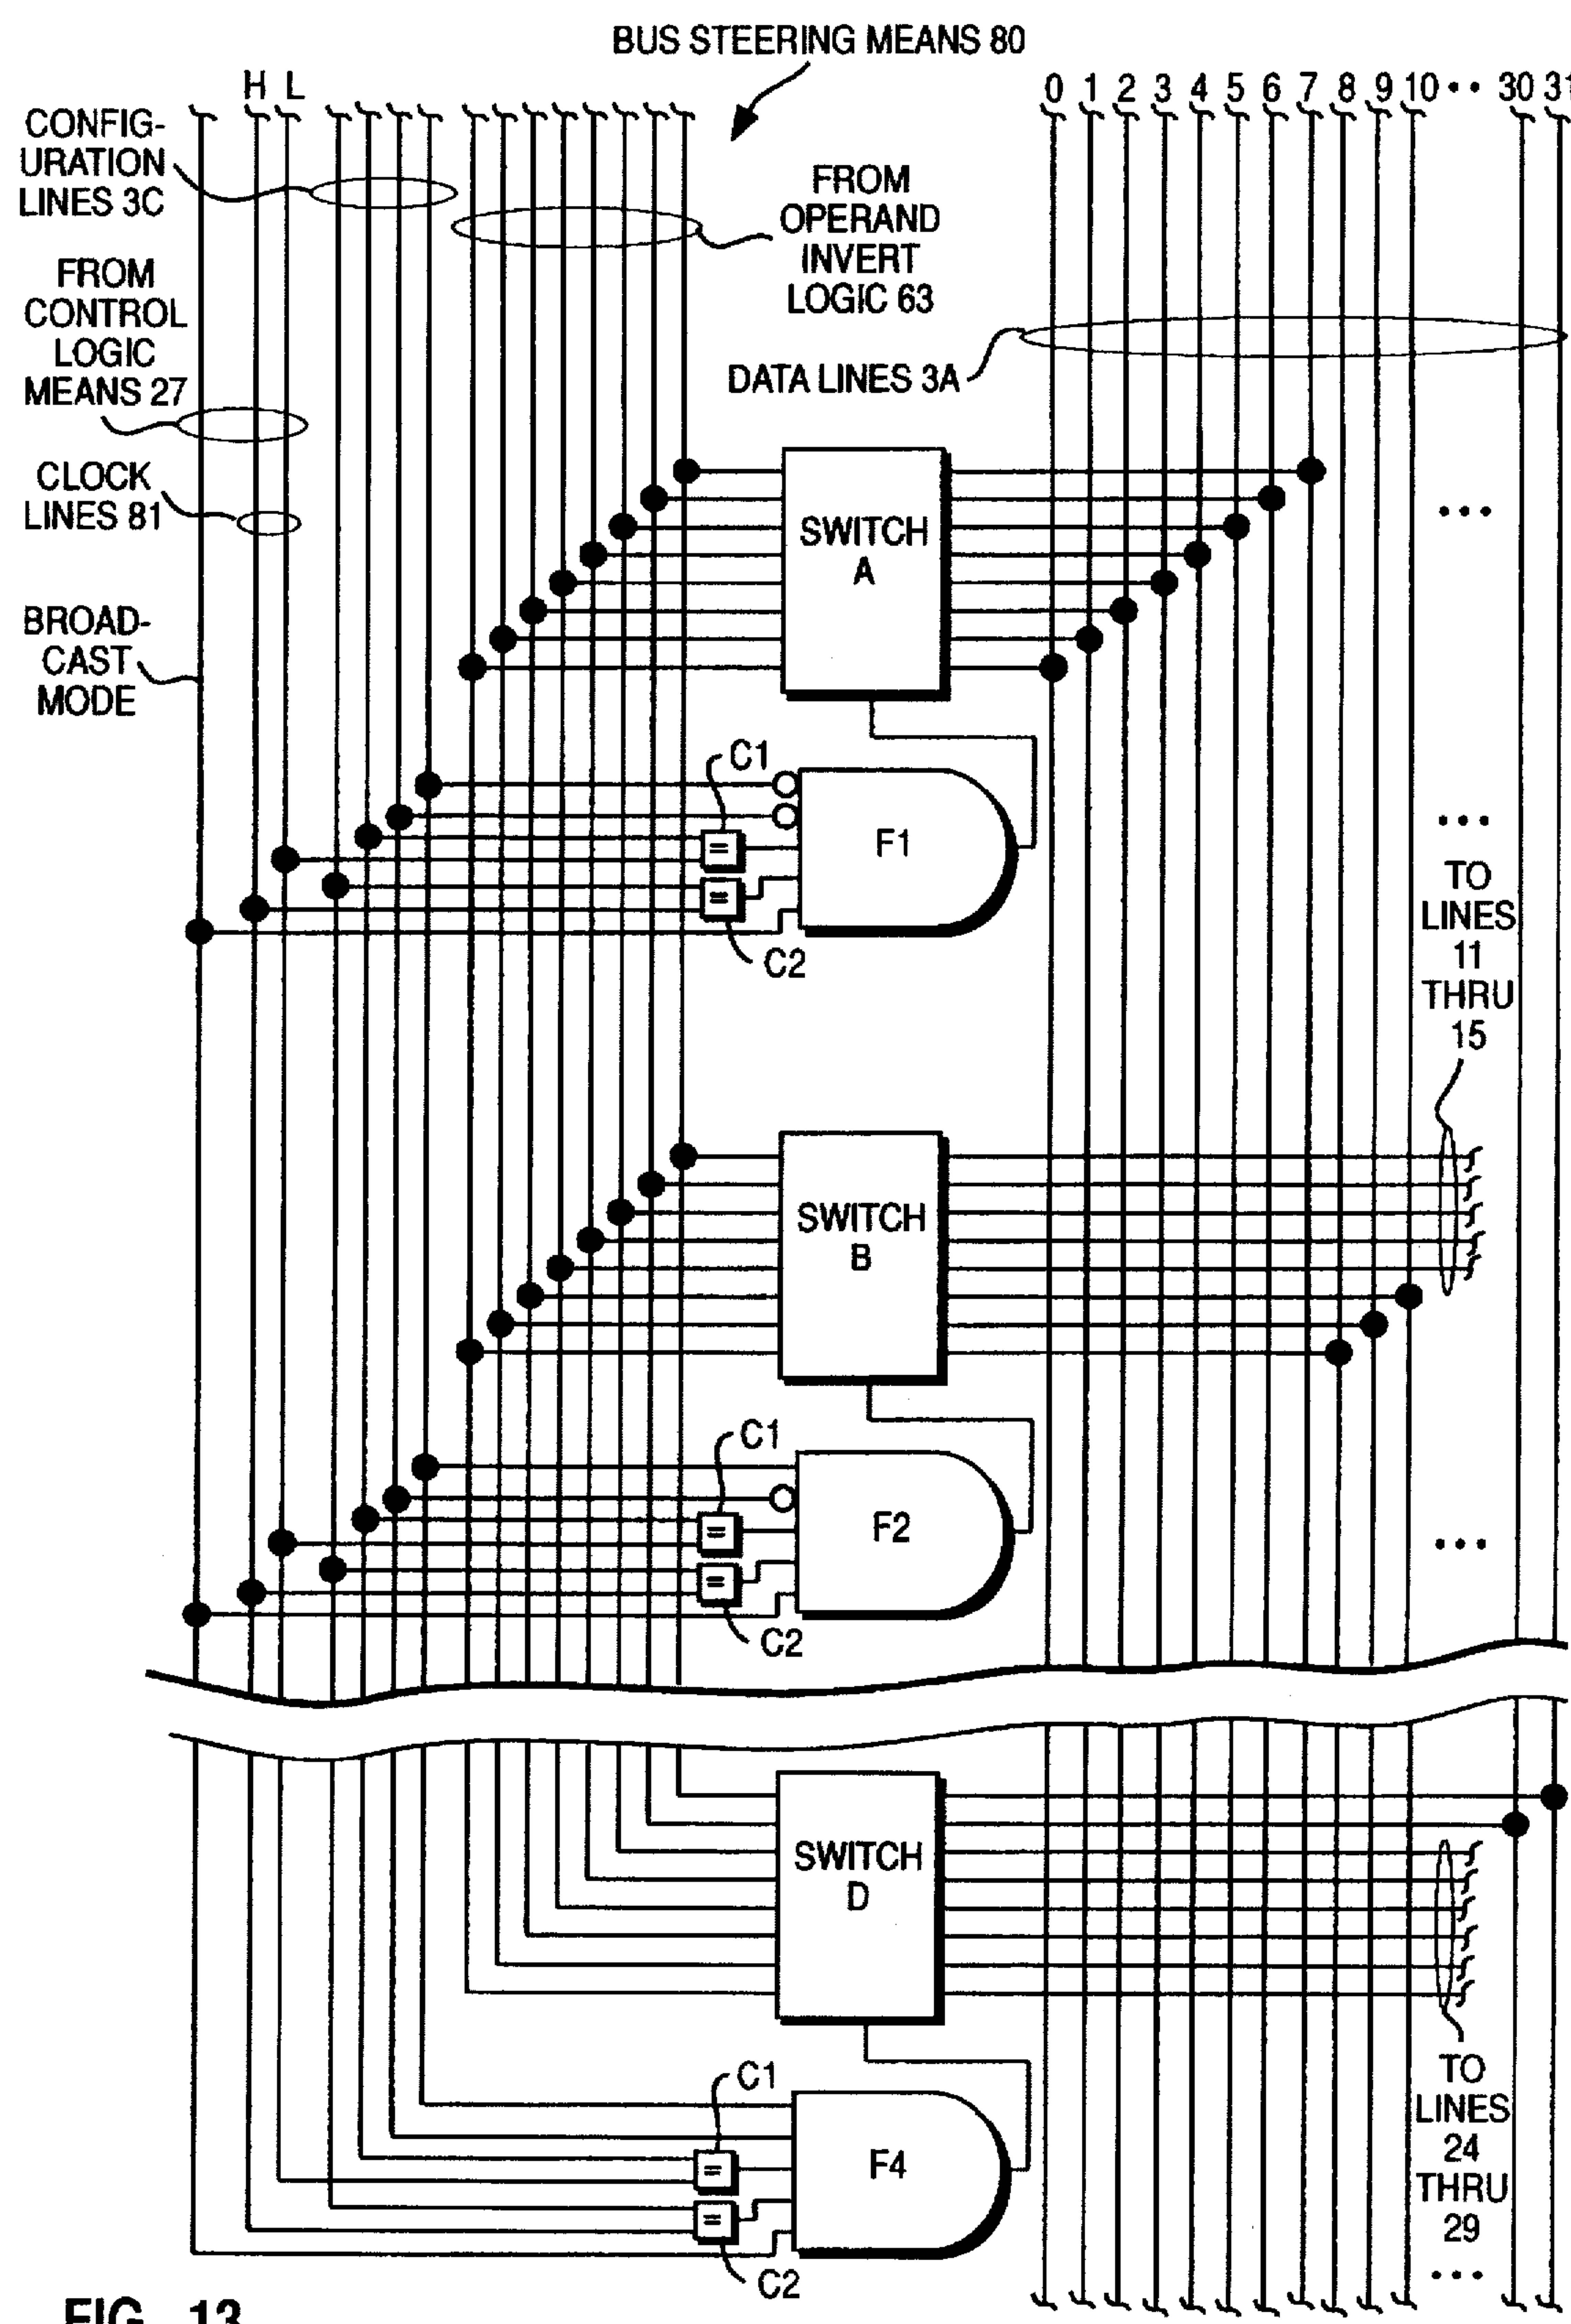 BUS STEERING MEANS 80
H L
0 1 2 3 4 5 6 7 8 9 10 •• 30 31
CONFIG-
URATION
LINES 3C
FROM
OPERAND
INVERT
LOGIC 63
FROM
CONTROL
LOGIC
MEANS 27
DATA LINES 3A
CLOCK
LINES 81
SWITCH
A
•••
BROAD-
CAST
MODE
C1
=
F1
=
C2
•••
TO
LINES
11
THRU
15
SWITCH
B
C1
=
F2
=
C2
•••
SWITCH
D
C1
=
F4
=
C2
TO
LINES
24
THRU
29
•••
FIG. 13